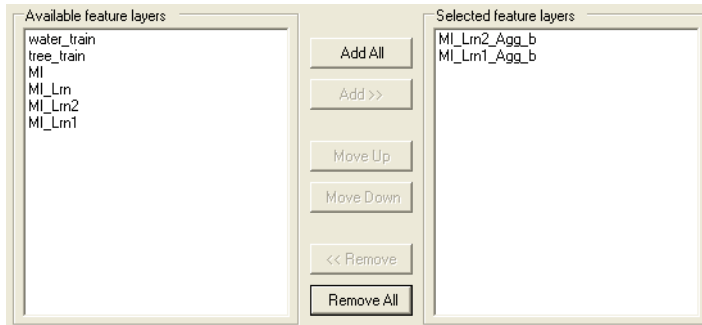 Available feature layers
water_train
tree_train
MI
MI_Lrn
MI_Lrn2
MI_Lrn1
Add All
Add >>
Move Up
Move Down
<< Remove
Remove All
Selected feature layers
MI_Lrn2_Agg_b
MI_Lrn1_Agg_b